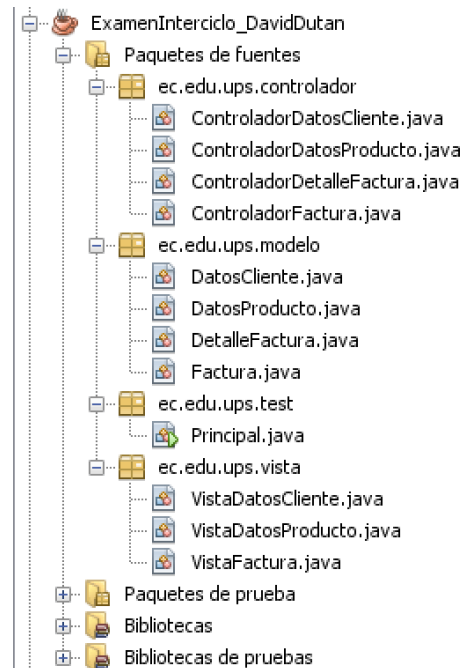 ExamenInterciclo_DavidDutan
Paquetes de fuentes
ec.edu.ups.controlador
ControladorDatosCliente.java
ControladorDatosProducto.java
ControladorDetalleFactura.java
ControladorFactura.java
ec.edu.ups.modelo
DatosCliente.java
DatosProducto.java
DetalleFactura.java
Factura.java
ec.edu.ups.test
Principal.java
ec.edu.ups.vista
VistaDatosCliente.java
VistaDatosProducto.java
VistaFactura.java
Paquetes de prueba
Bibliotecas
Bibliotecas de pruebas